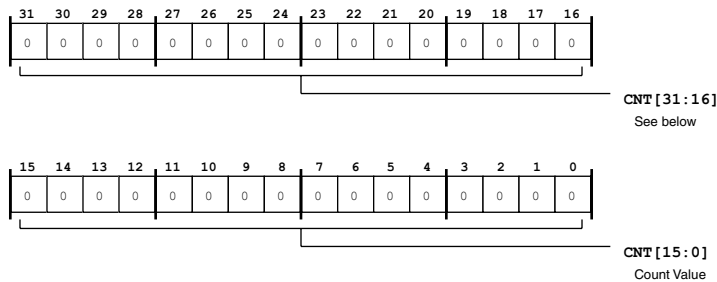 31 30 29 28 27 26 25 24 23 22 21 20 19 18 17 16
0 0 0 0 0 0 0 0 0 0 0 0 0 0 0 0
CNT[31:16]
See below
15 14 13 12 11 10 9 8 7 6 5 4 3 2 1 0
0 0 0 0 0 0 0 0 0 0 0 0 0 0 0 0
CNT[15:0]
Count Value